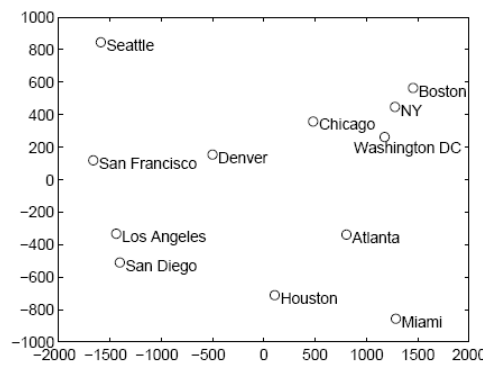 1000
800
600
400
200
0
−200
−400
−600
−800
−1000
Seattle
Boston
NY
Chicago
Washington DC
Denver
San Francisco
Los Angeles
Atlanta
San Diego
Houston
Miami
−2000 −1500 −1000 −500 0 500 1000 1500 2000